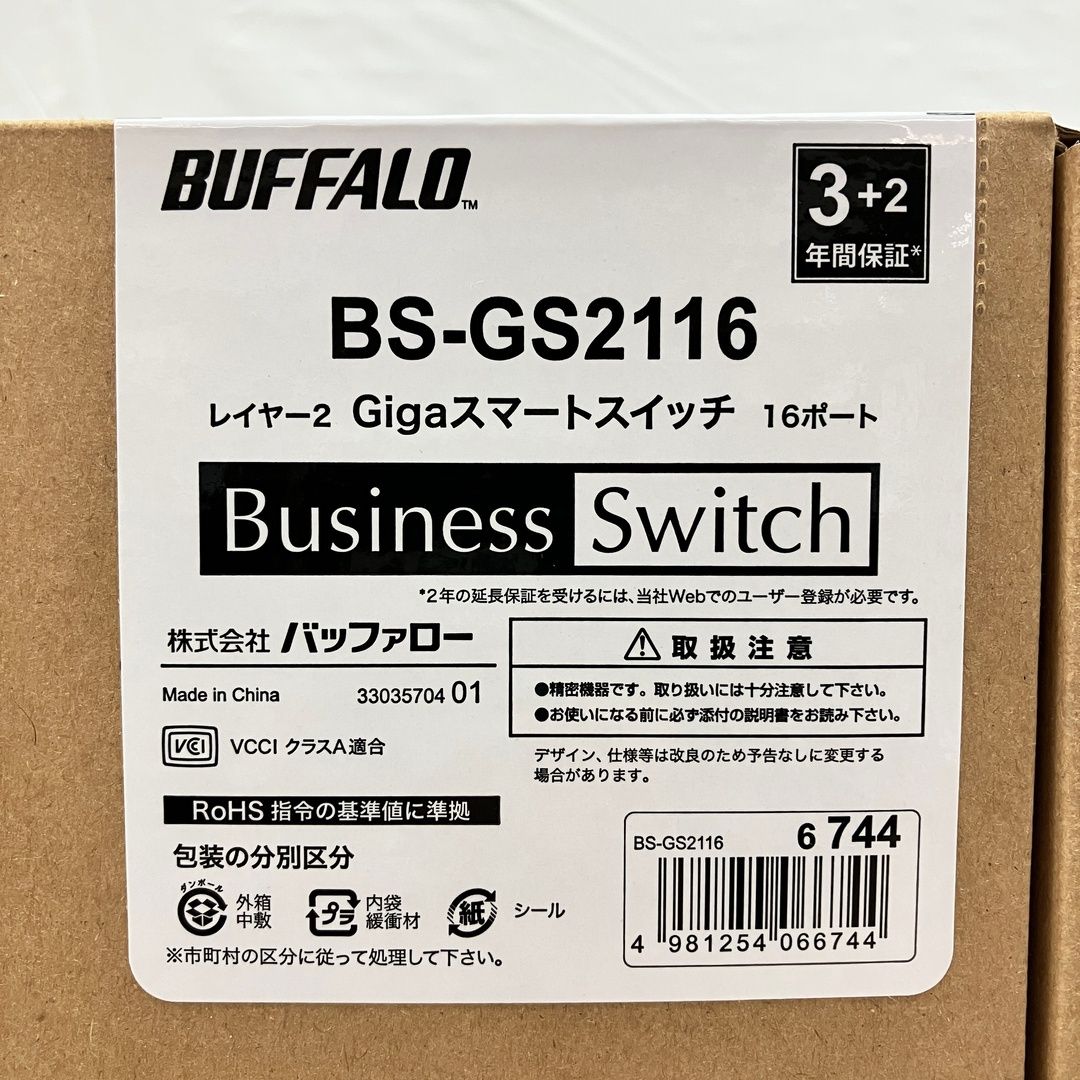 BUFFALO™
3+2
年間保証*
BS-GS2116
レイヤー2 Gigaスマートスイッチ 16ポート
Business Switch
*2年の延長保証を受けるには、当社Webでのユーザー登録が必要です。
株式会社 バッファロー
Made in China 33035704 01
VCCI クラスA適合
取扱注意
●精密機器です。取り扱いには十分注意して下さい。
●お使いになる前に必ず添付の説明書をお読み下さい。
デザイン、仕様等は改良のため予告なしに変更する
場合があります。
RoHS 指令の基準値に準拠
包装の分別区分
ダンボール
外箱
中敷
プラ
内袋
緩衝材
紙
シール
※市町村の区分に従って処理して下さい。
BS-GS2116 6 744
4 981254 066744